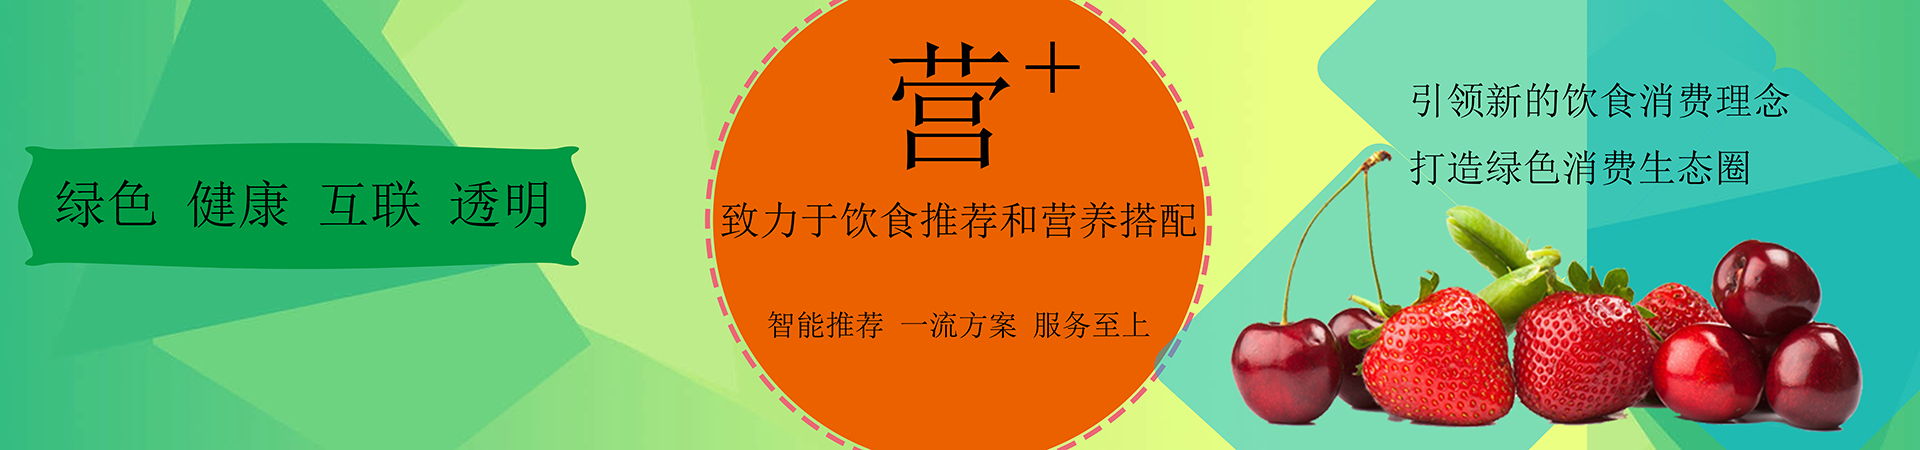 绿色 健康 互联 透明
营+
致力于饮食推荐和营养搭配
智能推荐 一流方案 服务至上
引领新的饮食消费理念
打造绿色消费生态圈